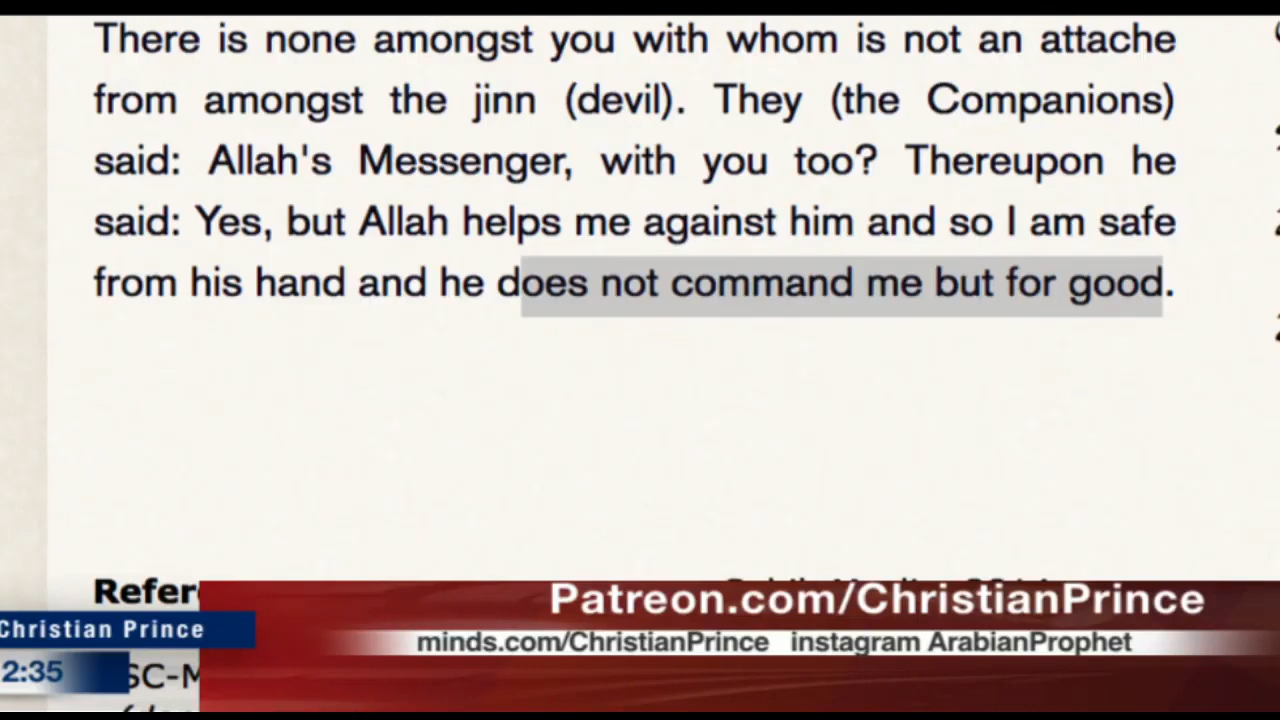 There is none amongst you with whom is not an attache
from amongst the jinn (devil). They (the Companions)
said: Allah's Messenger, with you too? Thereupon he
said: Yes, but Allah helps me against him and so I am safe
from his hand and he does not command me but for good.
Refer
Patreon.com/ChristianPrince
Christian Prince
minds.com/ChristianPrince instagram ArabianProphet
2:35
SC-M